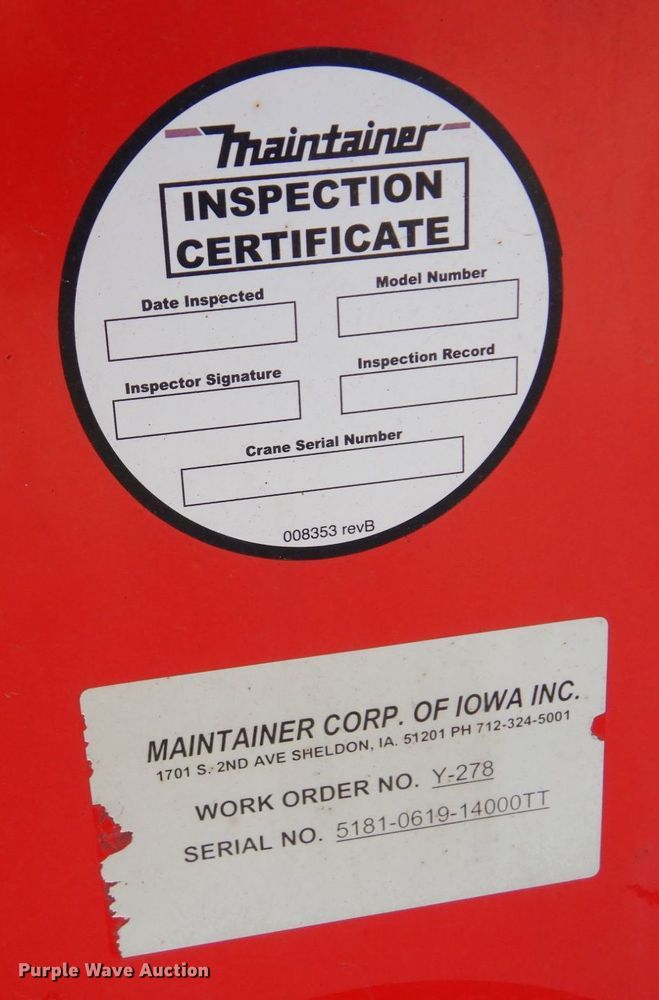 Maintainer
INSPECTION
CERTIFICATE
Date Inspected
Model Number
Inspector Signature
Inspection Record
Crane Serial Number
008353 revB
MAINTAINER CORP. OF IOWA INC.
1701 S. 2ND AVE SHELDON, IA. 51201 PH 712-324-5001
WORK ORDER NO. Y-278
SERIAL NO. 5181-0619-14000TT
Purple Wave Auction